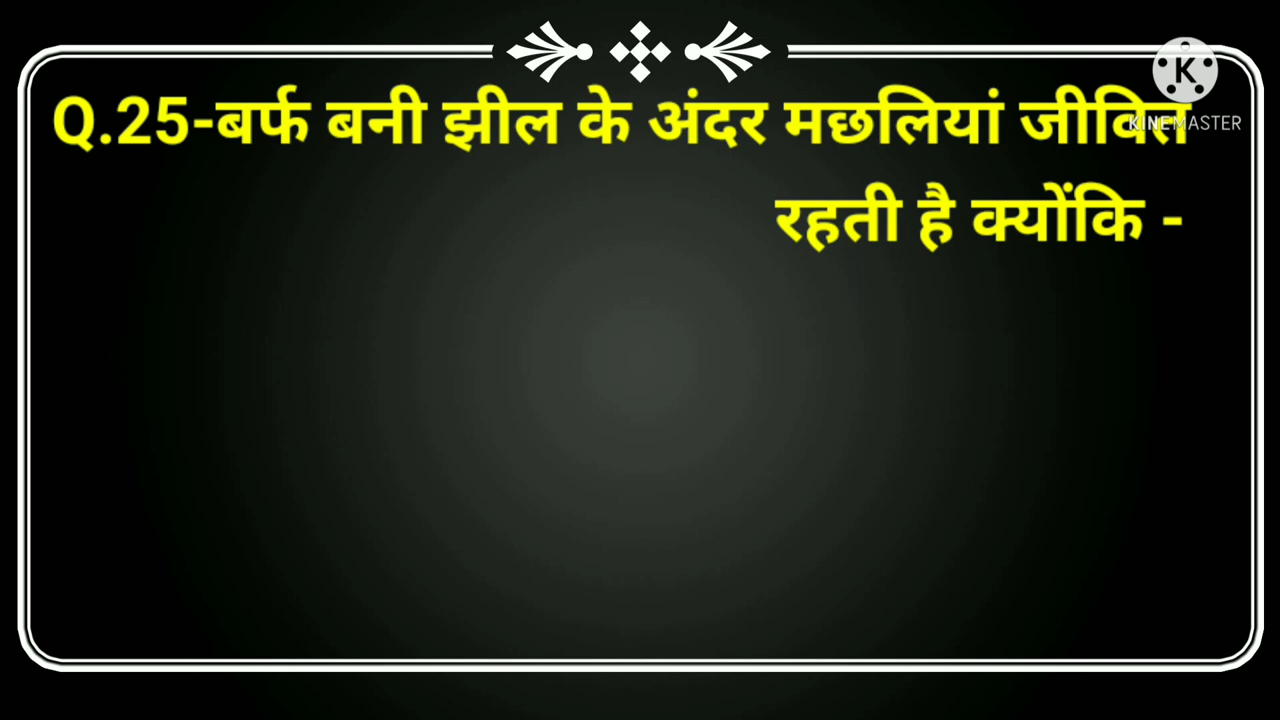 Q.25-बर्फ बनी झील के अंदर मछलियां जीवित
रहती है क्योंकि -
K
KINEMASTER